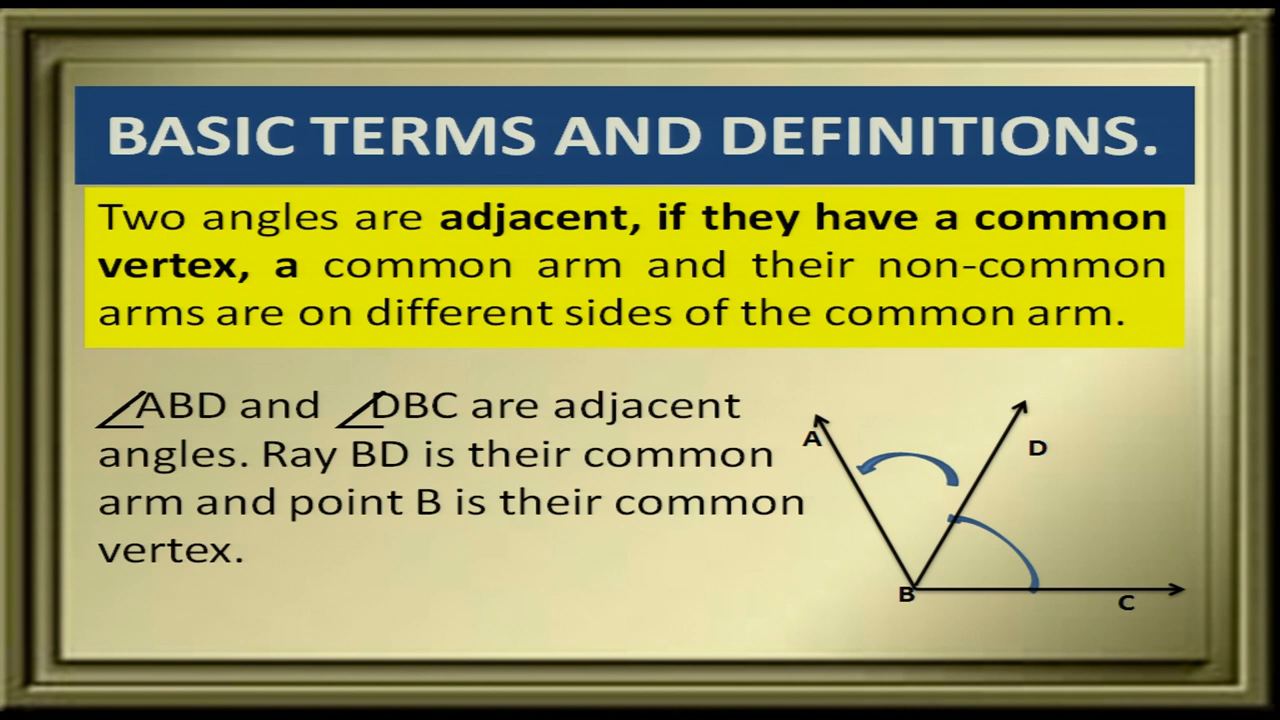 BASIC TERMS AND DEFINITIONS.
Two angles are adjacent, if they have a common
vertex, a common arm and their non-common
arms are on different sides of the common arm.
∠ABD and ∠DBC are adjacent
angles. Ray BD is their common
arm and point B is their common
vertex.
A
D
B
C